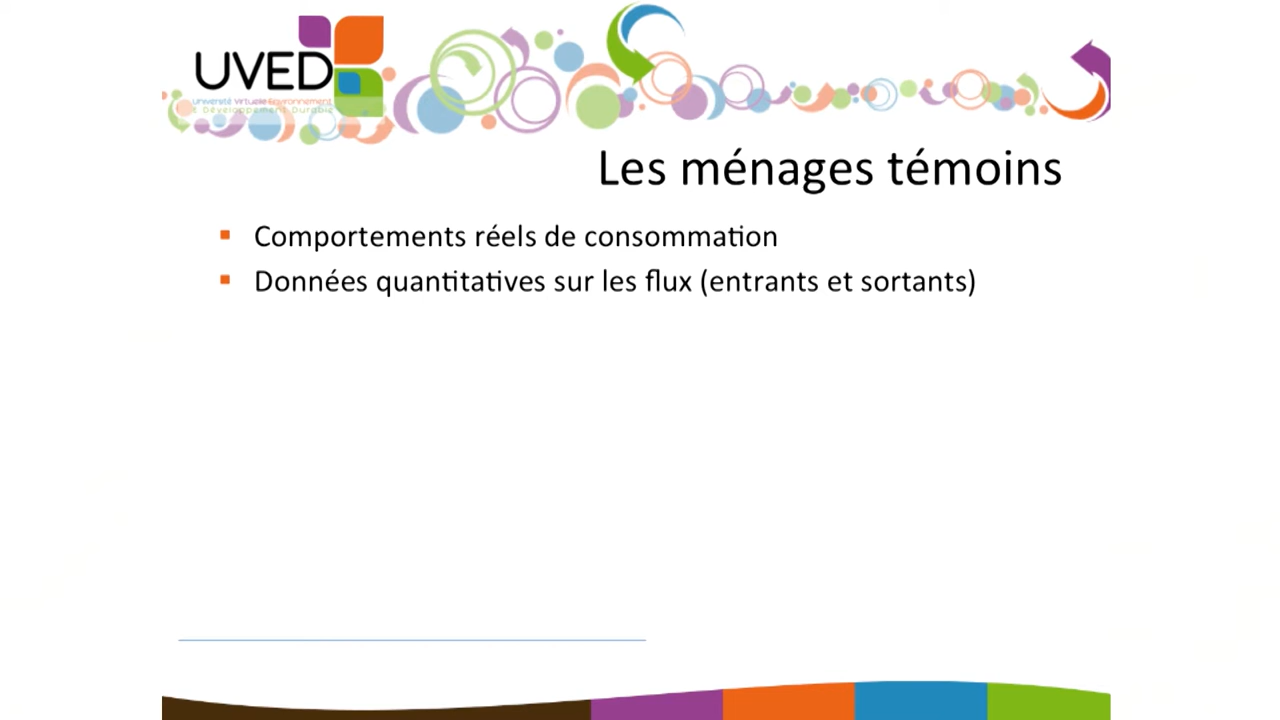 UVED
Université Virtuelle Environnement
& Développement Durable
Les ménages témoins
Comportements réels de consommation
Données quantitatives sur les flux (entrants et sortants)